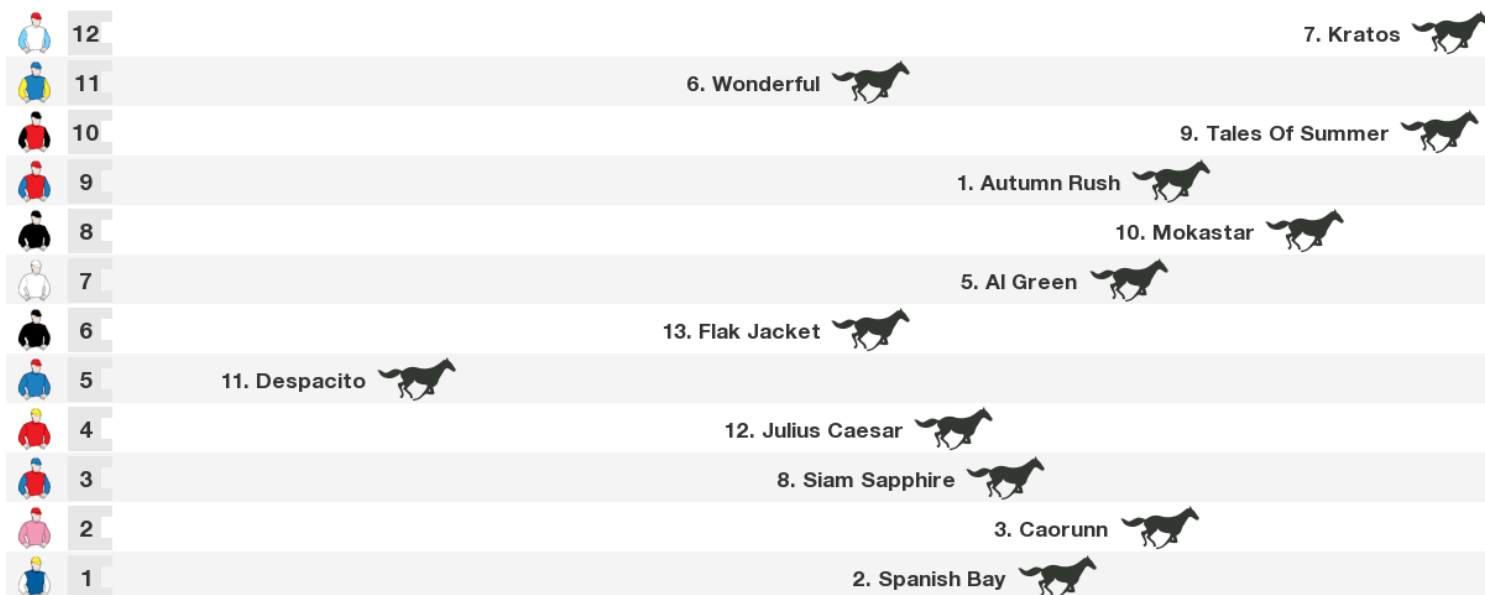 12 7. Kratos
11 6. Wonderful
10 9. Tales Of Summer
9 1. Autumn Rush
8 10. Mokastar
7 5. Al Green
6 13. Flak Jacket
5 11. Despacito
4 12. Julius Caesar
3 8. Siam Sapphire
2 3. Caorunn
1 2. Spanish Bay